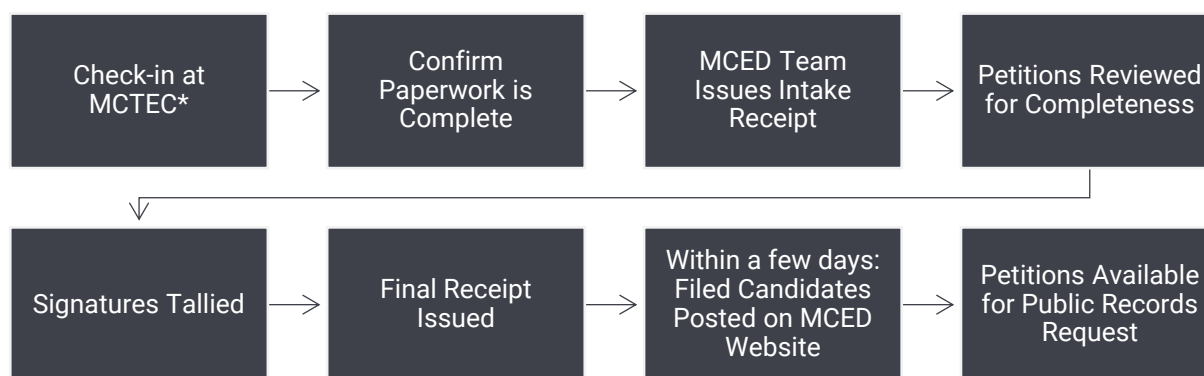 Check-in at
MCTEC*
Confirm
Paperwork is
Complete
MCED Team
Issues Intake
Receipt
Petitions Reviewed
for Completeness
Signatures Tallied
Final Receipt
Issued
Within a few days:
Filed Candidates
Posted on MCED
Website
Petitions Available
for Public Records
Request